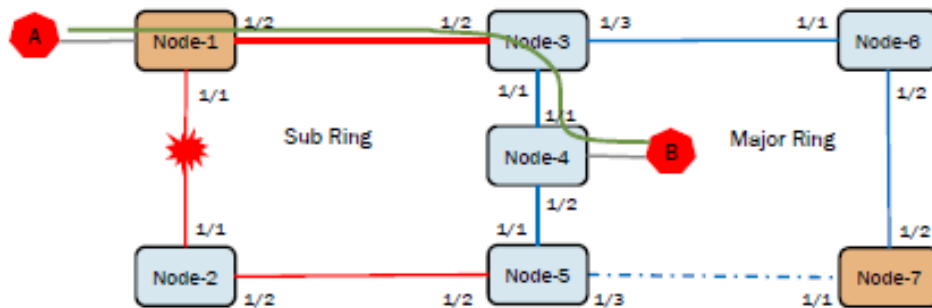 1/2 1/2 1/3 1/1
A Node-1 Node-3 Node-6
1/1 1/1 1/2
1/1
Sub Ring Node-4 B Major Ring
1/2
1/1 1/1 1/2
Node-2 Node-5 Node-7
1/2 1/2 1/3 1/1